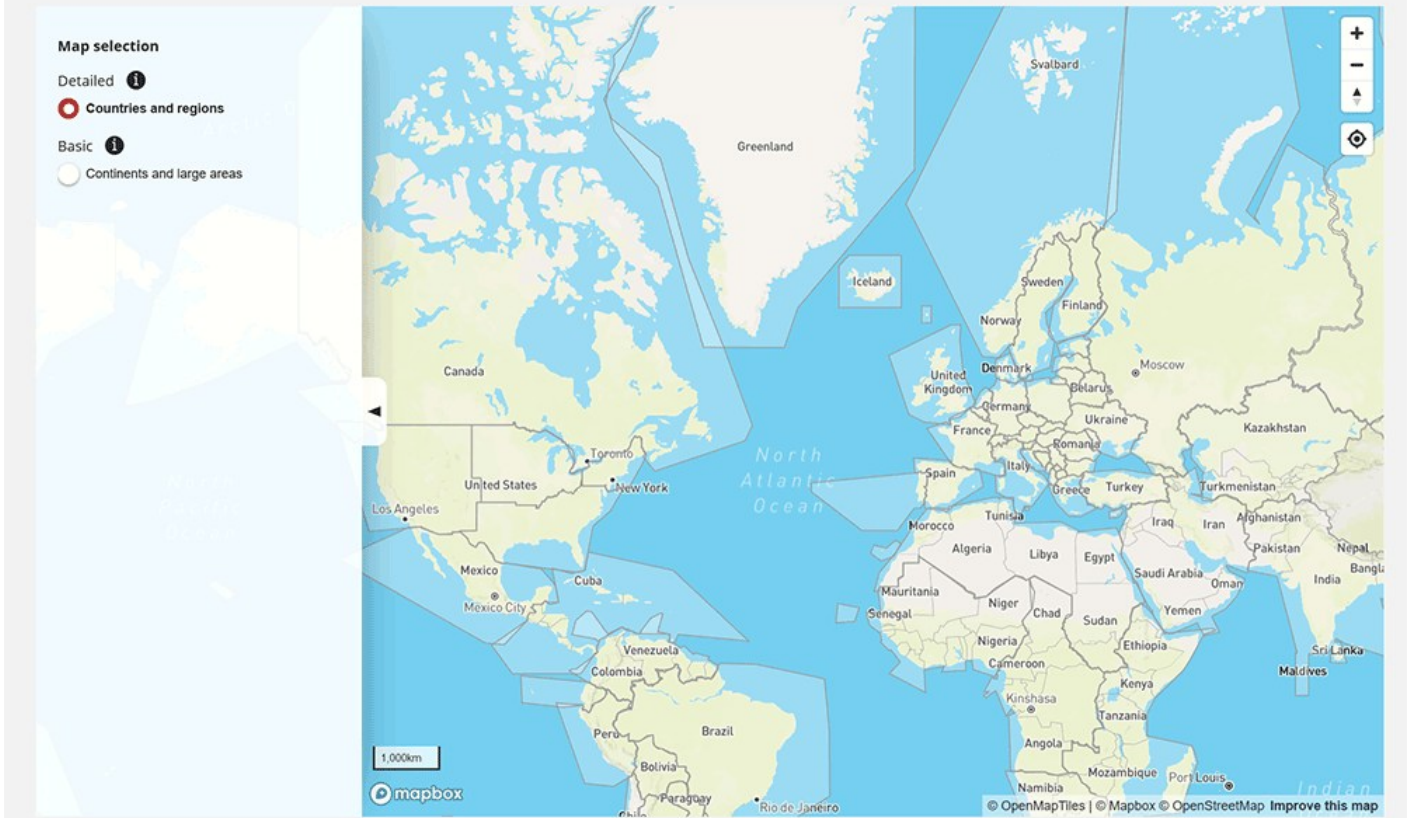 Map selection
Detailed
Countries and regions
Basic
Continents and large areas
Svalbard
Greenland
Iceland
Sweden
Finland
Norway
Canada
United
Kingdom
Denmark
Moscow
Belarus
Germany
Ukraine
France
Kazakhstan
Romania
Toronto
North
Atlantic
Ocean
Italy
Spain
United States
New York
Greece
Turkey
Turkmenistan
North
Pacific
Ocean
Los Angeles
Morocco
Tunisia
Iraq
Iran
Afghanistan
Algeria
Libya
Egypt
Pakistan
Nepal
Mexico
Cuba
Saudi Arabia
Oman
India
Bangla
Mexico City
Mauritania
Niger
Chad
Senegal
Sudan
Yemen
Nigeria
Ethiopia
Venezuela
Sri Lanka
Colombia
Cameroon
Maldives
Kenya
Kinshasa
Tanzania
Peru
Brazil
Angola
1,000km
Bolivia
Mozambique
Port Louis
Namibia
Indian
mapbox
Paraguay
Rio de Janeiro
© OpenMapTiles | © Mapbox © OpenStreetMap Improve this map